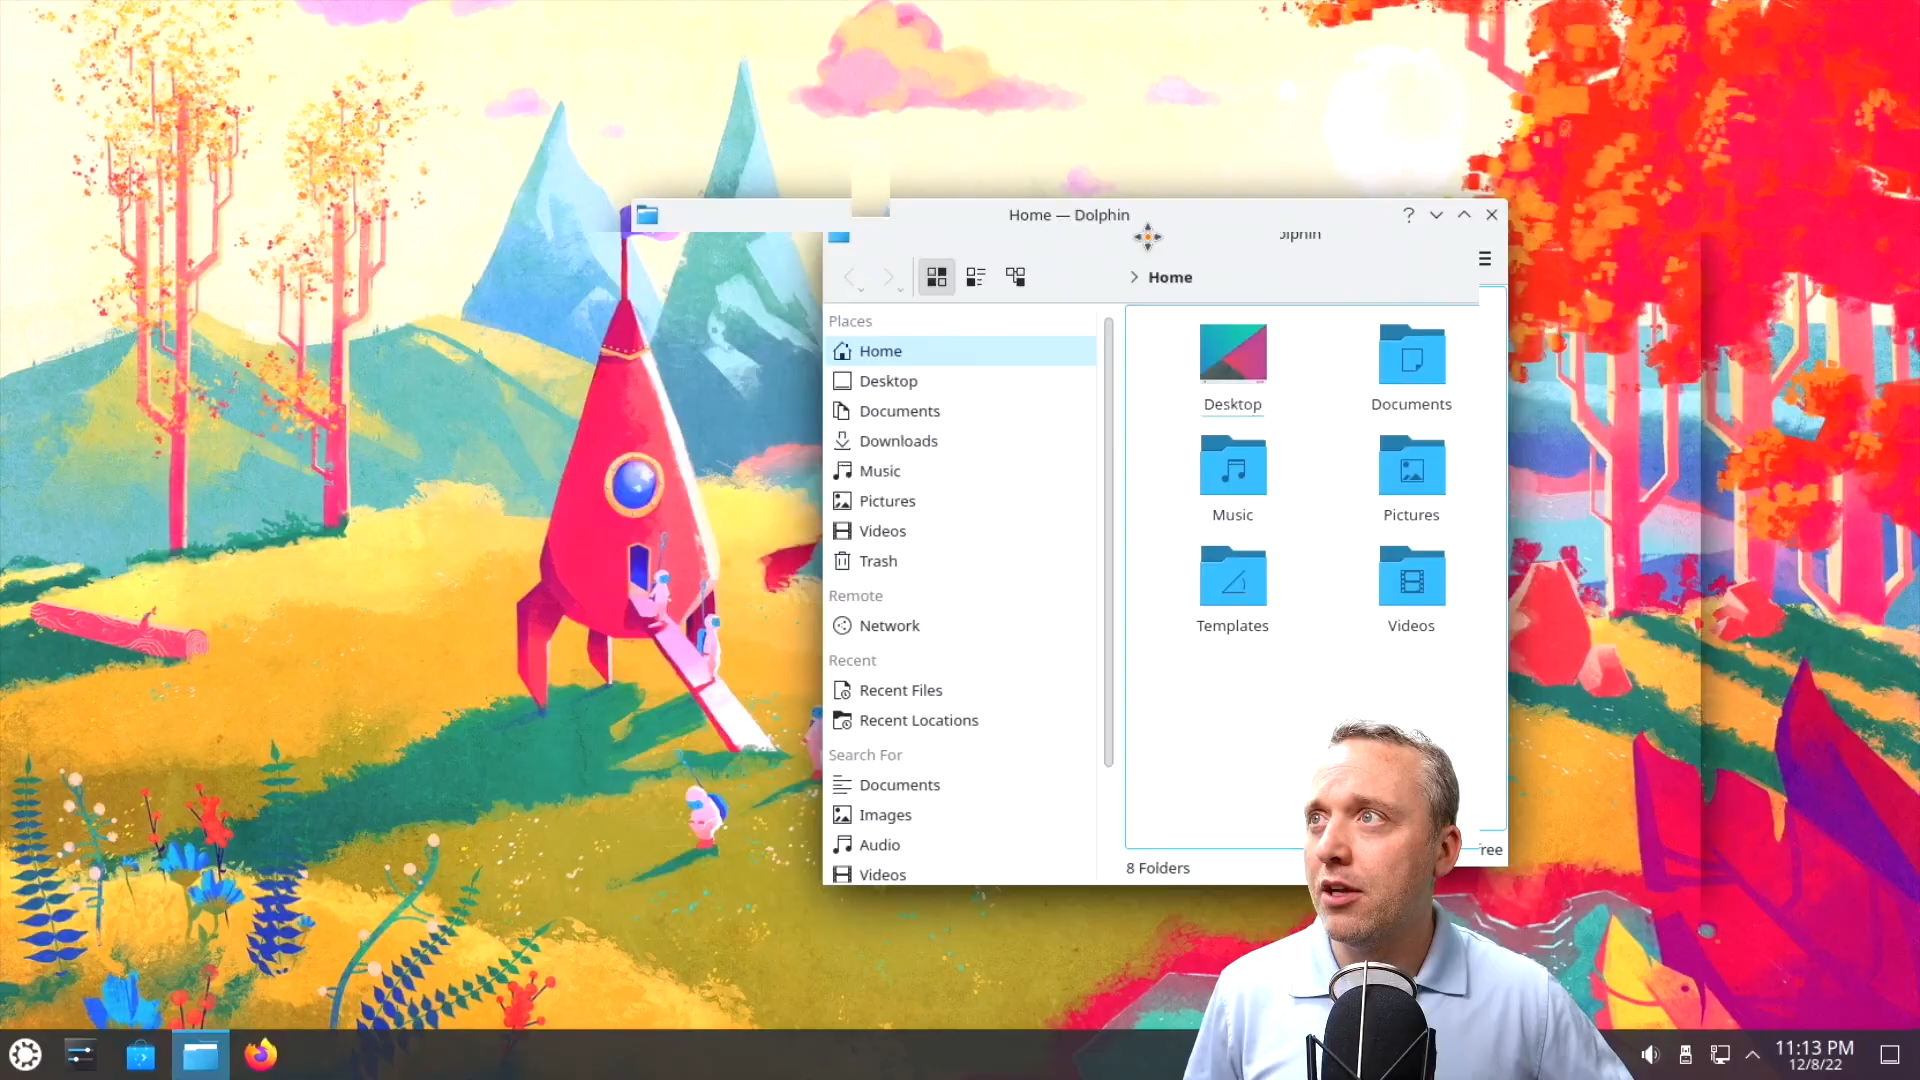 Home — Dolphin
Home
Places
Home
Desktop
Documents
Downloads
Music
Pictures
Videos
Trash
Remote
Network
Recent
Recent Files
Recent Locations
Search For
Documents
Images
Audio
Videos
Desktop
Documents
Music
Pictures
Templates
Videos
8 Folders
11:13 PM
12/8/22